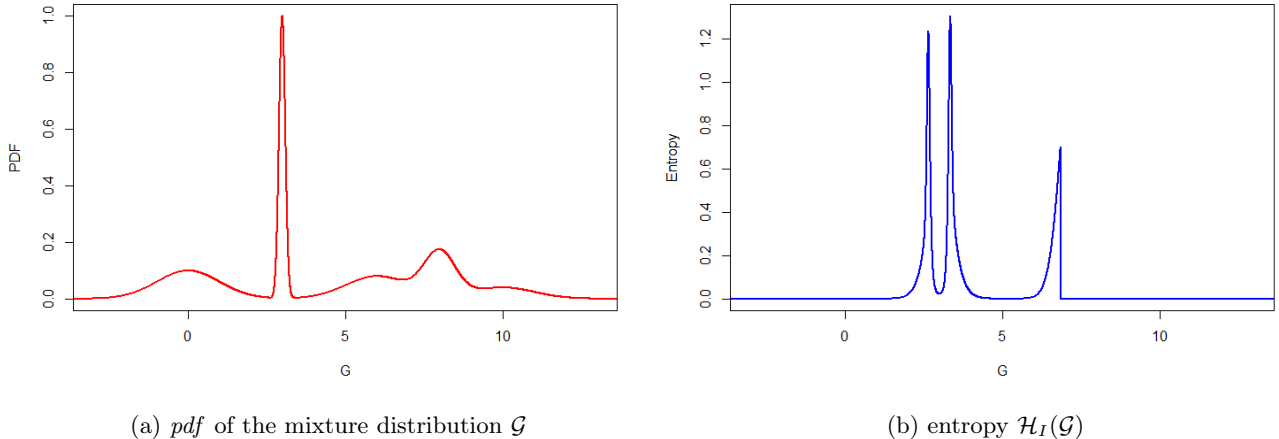 PDF
1.0
0.8
0.6
0.4
0.2
0.0
0 5 10
G
(a) pdf of the mixture distribution 𝒢
Entropy
1.2
1.0
0.8
0.6
0.4
0.2
0.0
0 5 10
G
(b) entropy ℋ_I(𝒢)